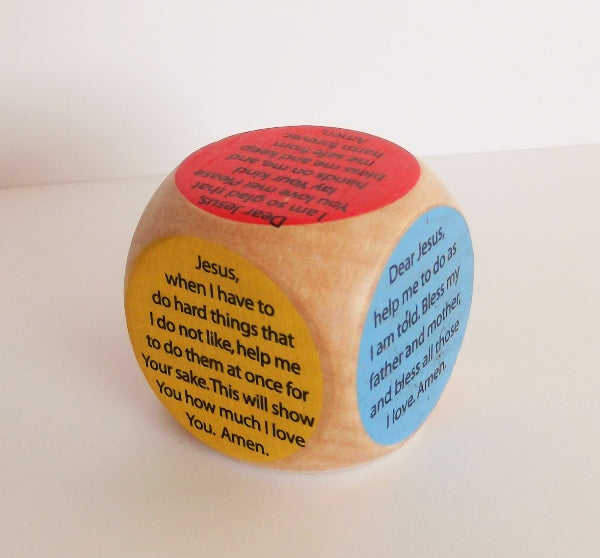 Dear Jesus,
I am so glad that
You love me! Please
lay Your kind
hands on me, and
bless me and keep
me safe from
harm forever.
Amen.
Jesus,
when I have to
do hard things that
I do not like, help me
to do them at once for
Your sake. This will show
You how much I love
You. Amen.
Dear Jesus,
help me to do as
I am told. Bless my
father and mother,
and bless all those
I love. Amen.